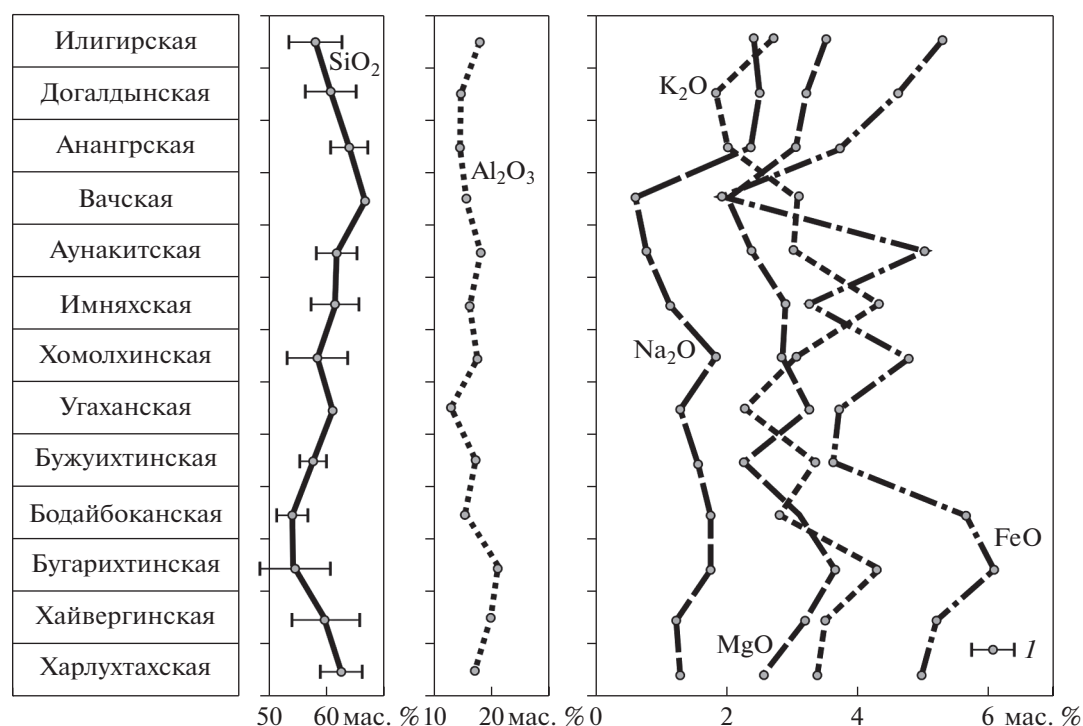 Илигирская
Догалдынская
Анангрская
Вачская
Аунакитская
Имняхская
Хомолхинская
Угаханская
Бужуихтинская
Бодайбоканская
Бугарихтинская
Хайвергинская
Харлухтахская
SiO₂
Al₂O₃
K₂O
Na₂O
FeO
MgO
1
50 60 мас. % 10 20 мас. % 0 2 4 6 мас. %